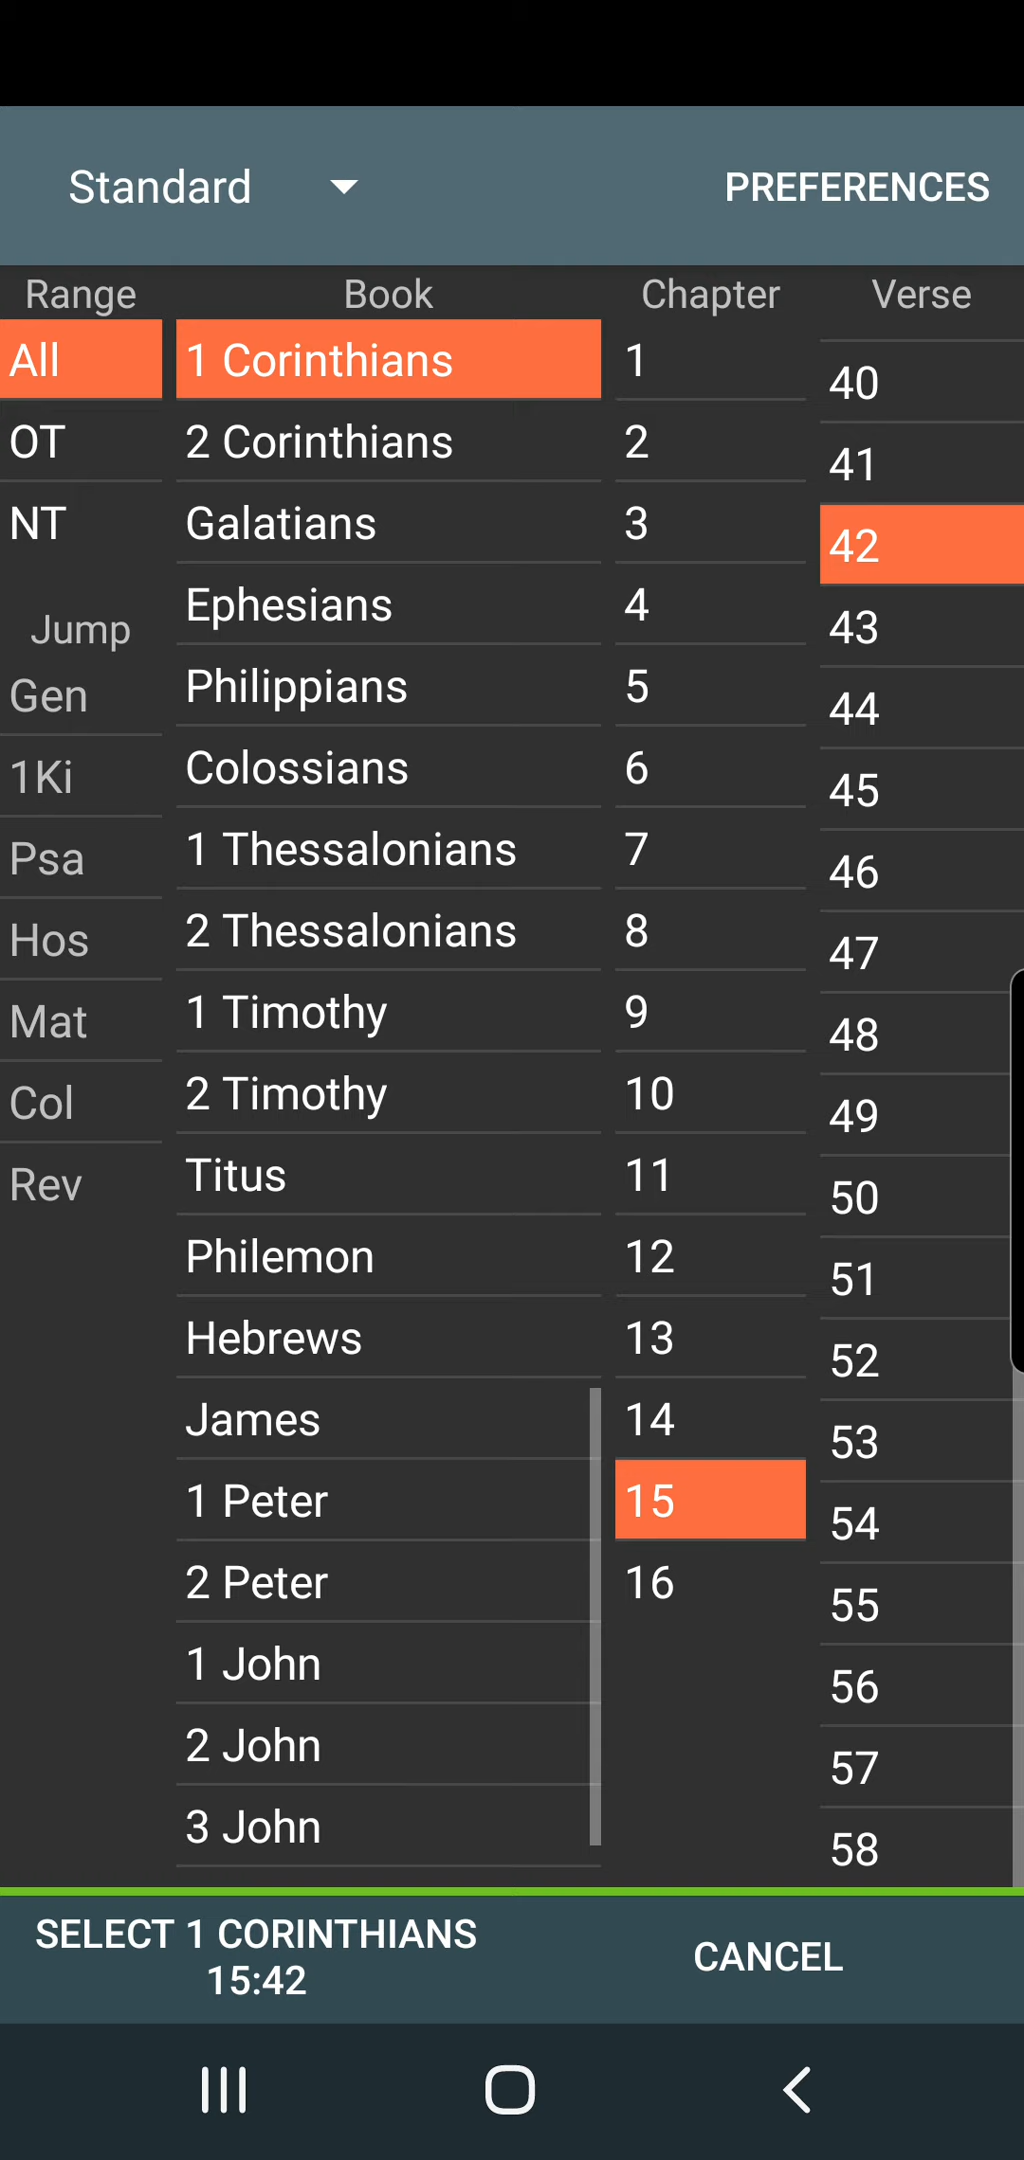 Standard
PREFERENCES
Range
Book
Chapter
Verse
All
OT
NT
Jump
Gen
1Ki
Psa
Hos
Mat
Col
Rev
1 Corinthians
2 Corinthians
Galatians
Ephesians
Philippians
Colossians
1 Thessalonians
2 Thessalonians
1 Timothy
2 Timothy
Titus
Philemon
Hebrews
James
1 Peter
2 Peter
1 John
2 John
3 John
1
2
3
4
5
6
7
8
9
10
11
12
13
14
15
16
40
41
42
43
44
45
46
47
48
49
50
51
52
53
54
55
56
57
58
SELECT 1 CORINTHIANS
15:42
CANCEL